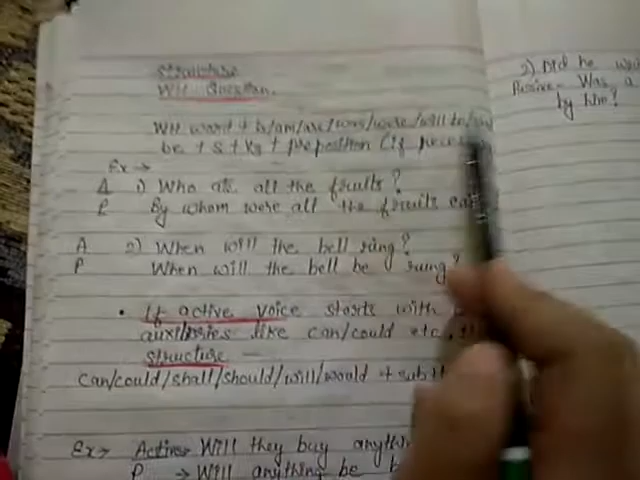 Structure
WH Question.
WH word + is/am/are/was/were/will be/
be + s + V3 + preposition (if
Ex →
A 1) Who ate all the fruits?
P By whom were all the fruits
A 2) When will the bell rung?
P When will the bell be rung?
• If active voice starts with
auxiliaries like can/could etc.
structure —
can/could/shall/should/will/would + sub +
Ex → Active → Will they buy
P → Will anything be
2) Did he
Passive - Was a
by him?